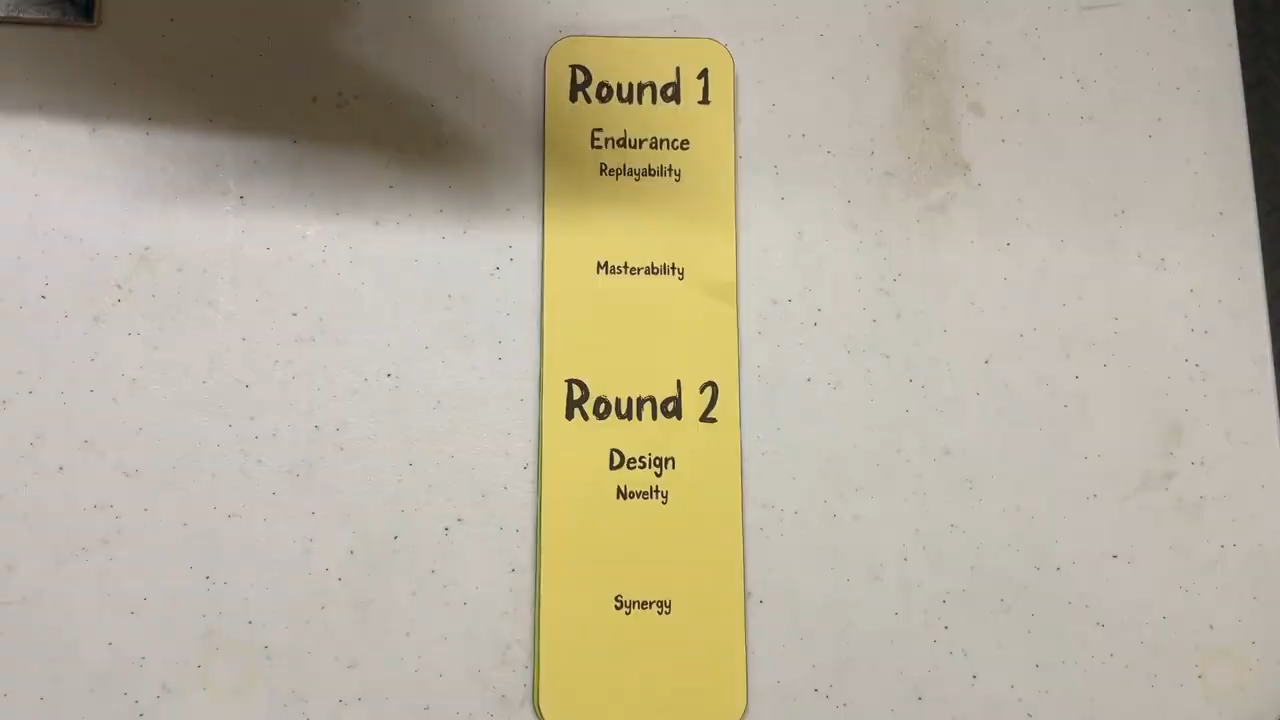 Round 1
Endurance
Replayability
Masterability
Round 2
Design
Novelty
Synergy